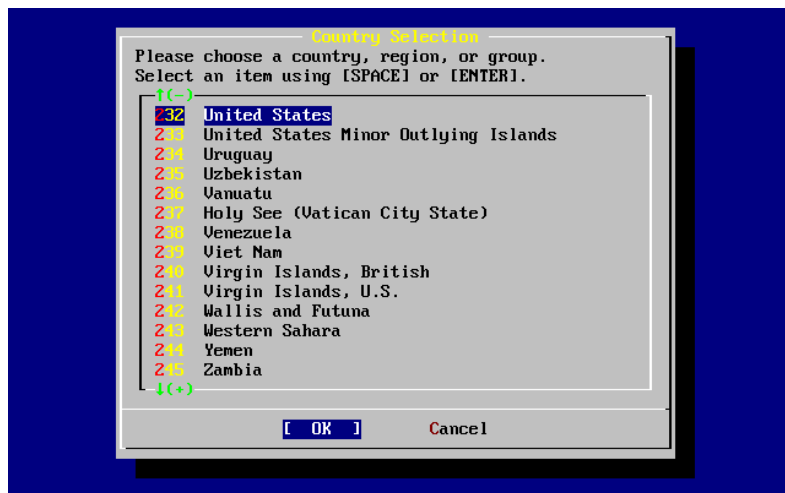 Country Selection
Please choose a country, region, or group.
Select an item using [SPACE] or [ENTER].
↑(-)
232 United States
233 United States Minor Outlying Islands
234 Uruguay
235 Uzbekistan
236 Vanuatu
237 Holy See (Vatican City State)
238 Venezuela
239 Viet Nam
240 Virgin Islands, British
241 Virgin Islands, U.S.
242 Wallis and Futuna
243 Western Sahara
244 Yemen
245 Zambia
↓(+)
[ OK ] Cancel